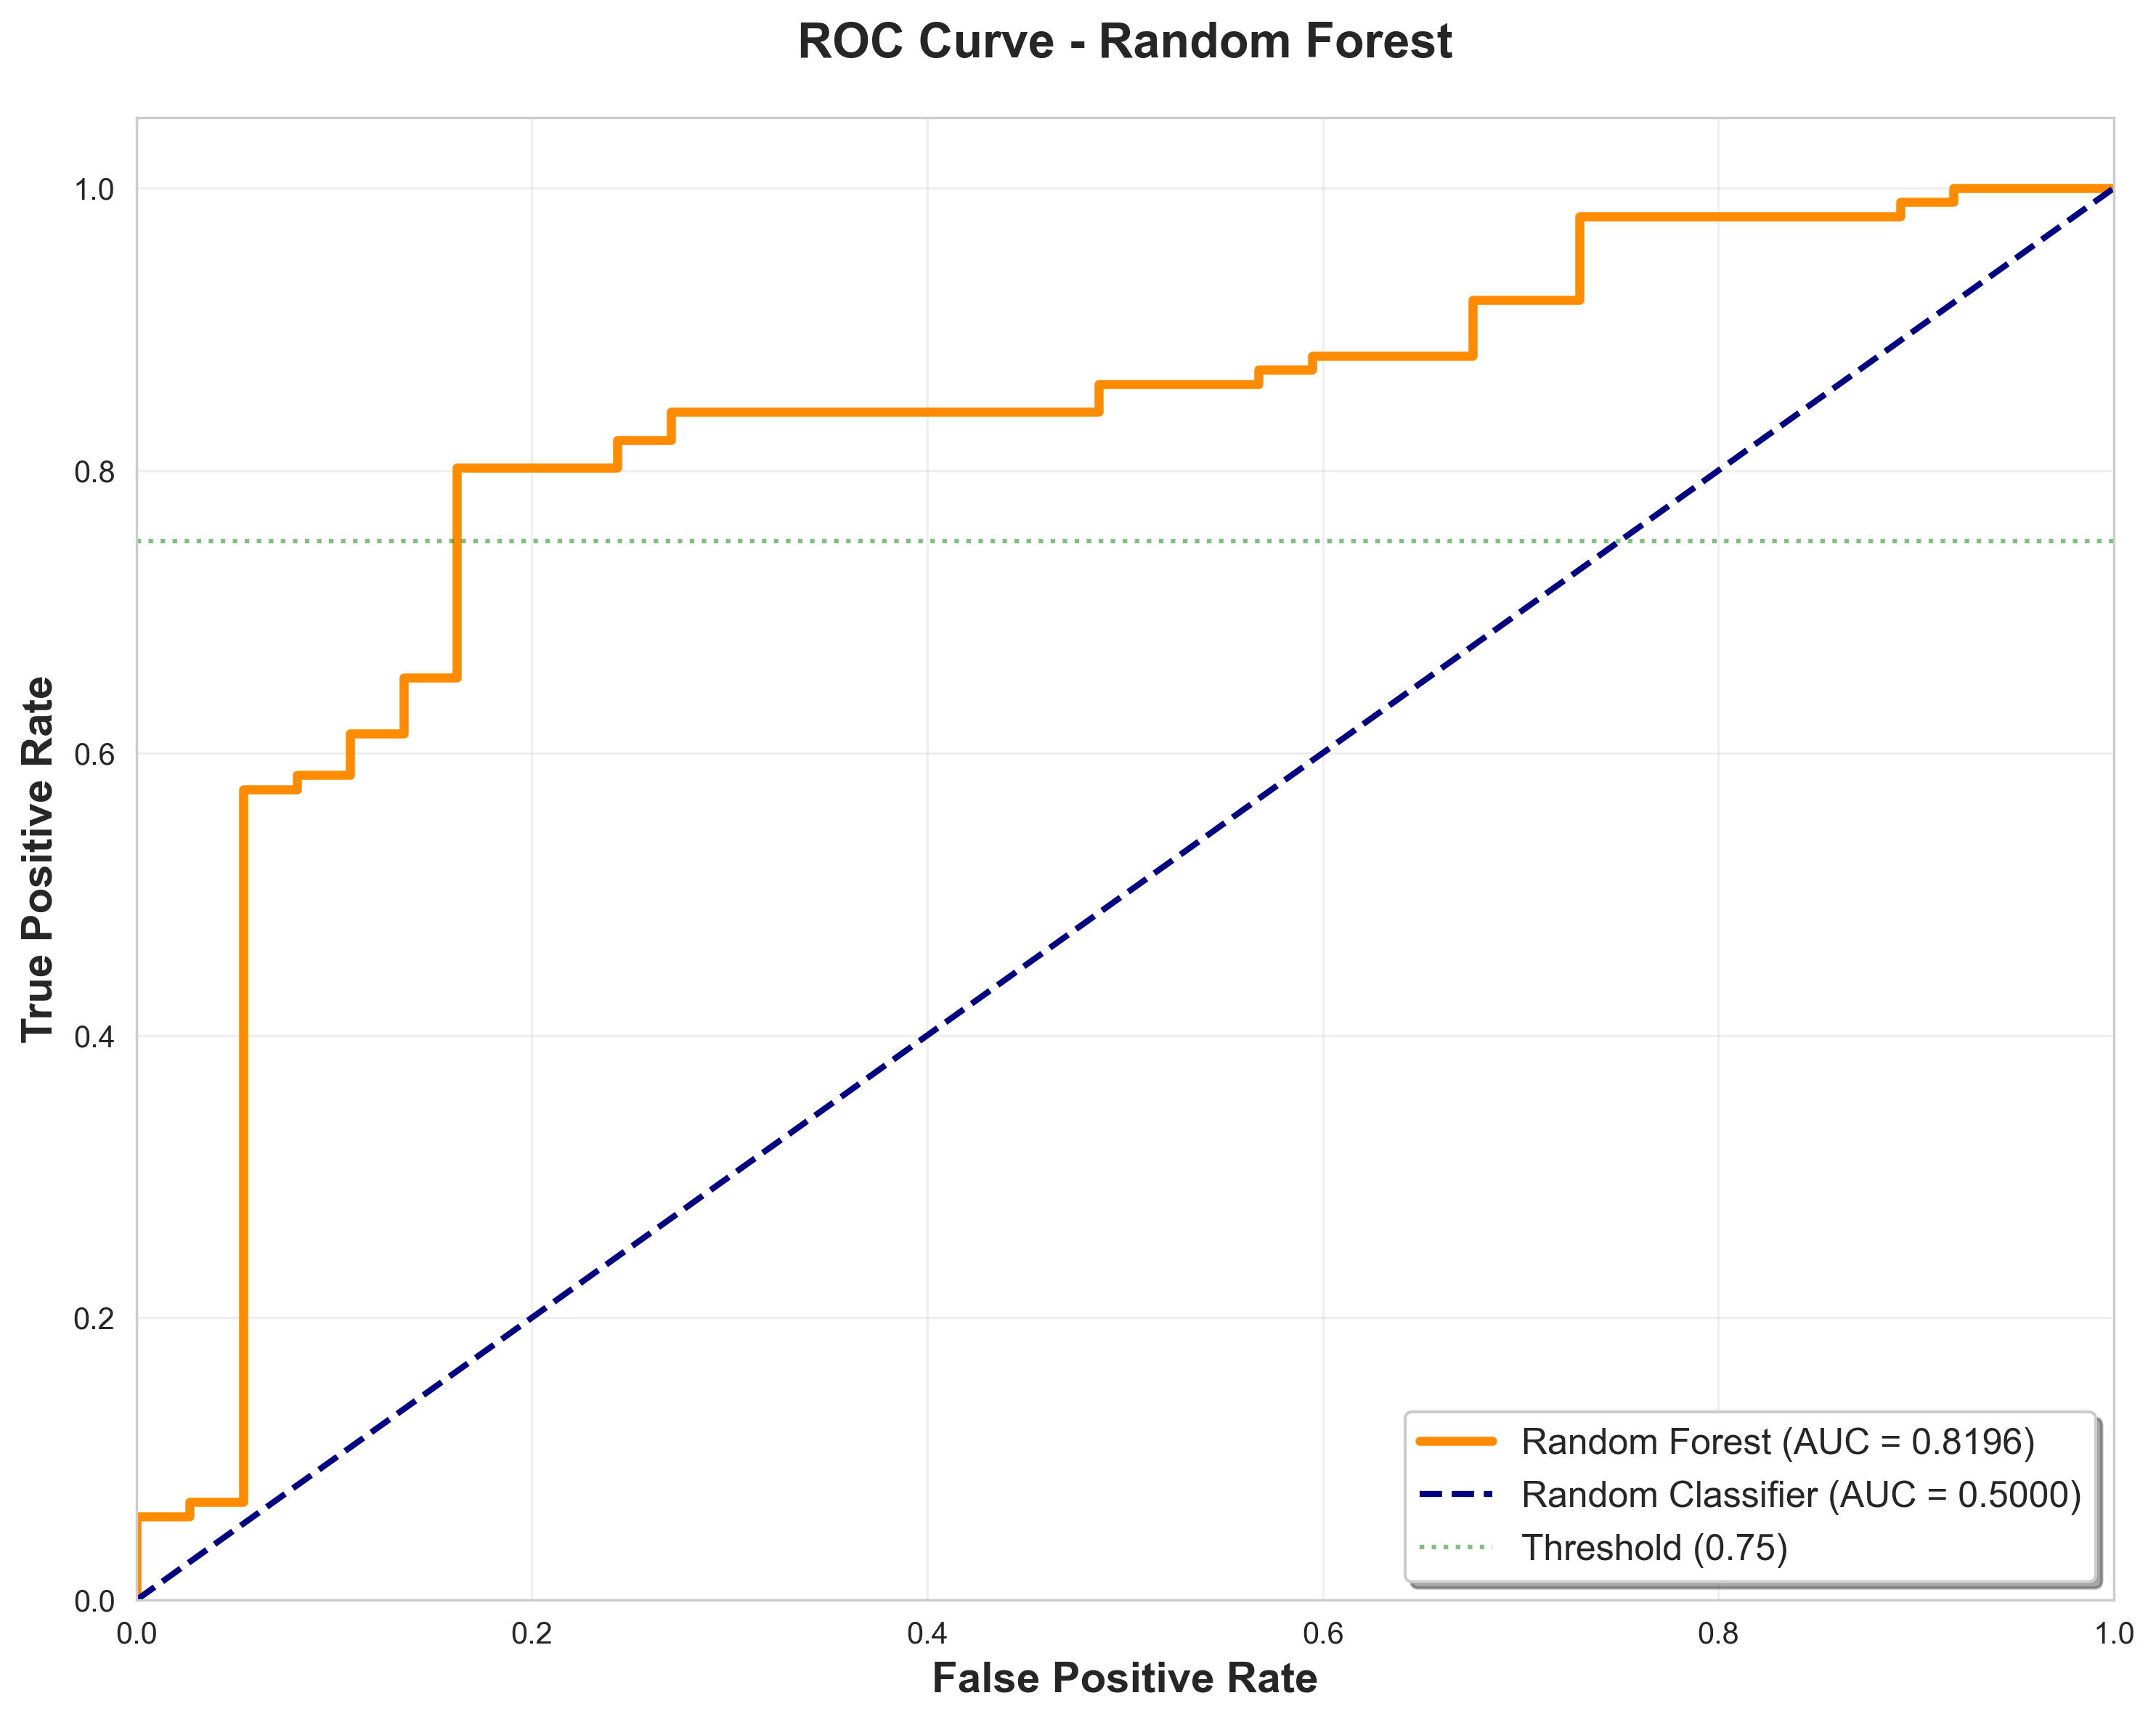 ROC Curve - Random Forest
1.0
0.8
0.6
0.4
0.2
0.0
True Positive Rate
0.0 0.2 0.4 0.6 0.8 1.0
False Positive Rate
Random Forest (AUC = 0.8196)
Random Classifier (AUC = 0.5000)
Threshold (0.75)